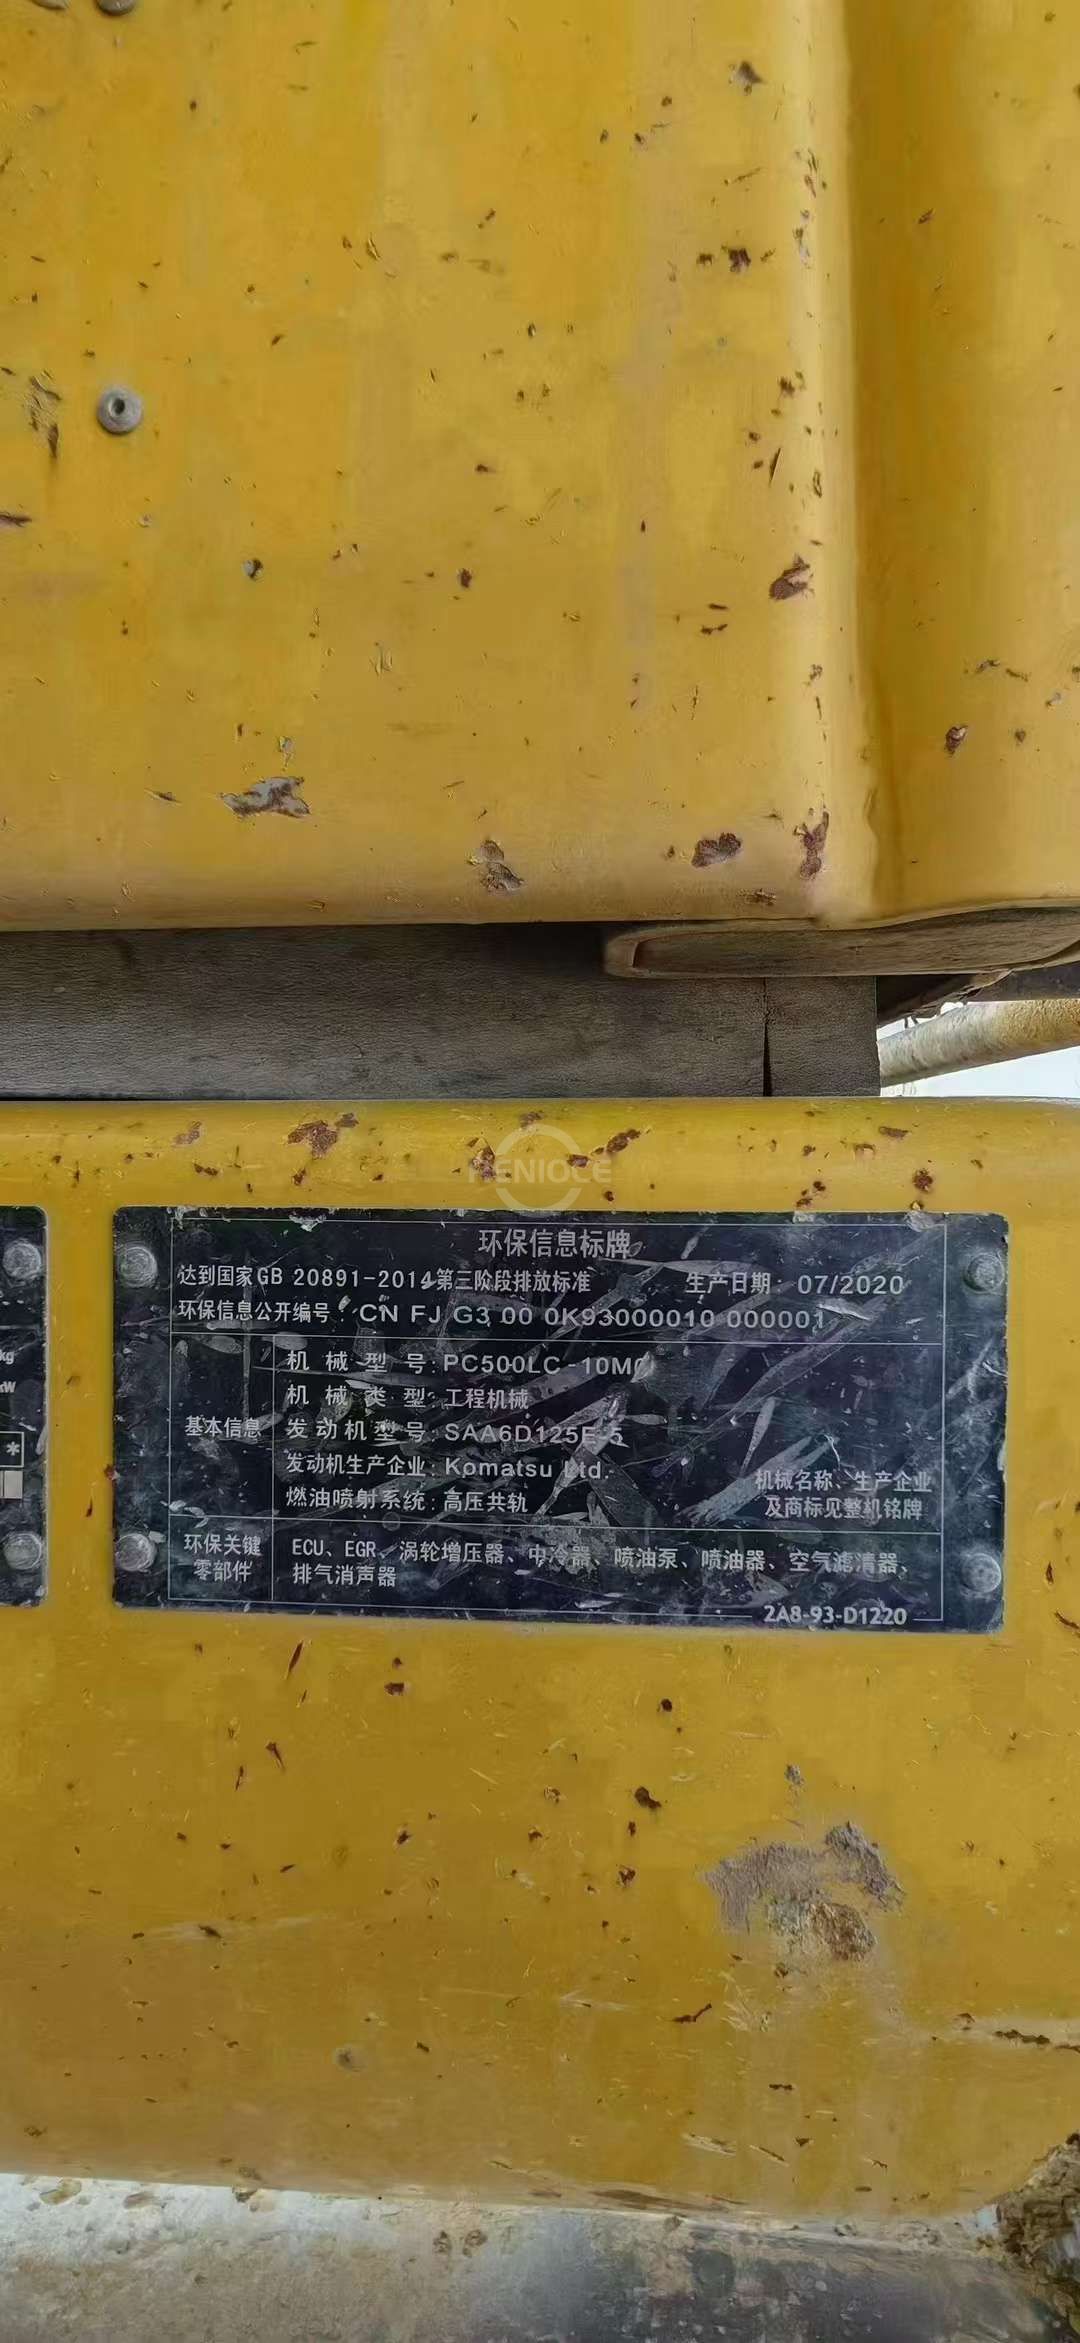 kg
kW
*
环保信息标牌
达到国家GB 20891-2014第三阶段排放标准 生产日期: 07/2020
环保信息公开编号: CN FJ G3 00 0K93000010 000001
基本信息
机械型号: PC500LC-10M0
机械类型: 工程机械
发动机型号: SAA6D125E-5
发动机生产企业: Komatsu Ltd.
燃油喷射系统: 高压共轨
机械名称、生产企业
及商标见整机铭牌
环保关键
零部件
ECU、EGR、涡轮增压器、中冷器、喷油泵、喷油器、空气滤清器、
排气消声器
2A8-93-D1220